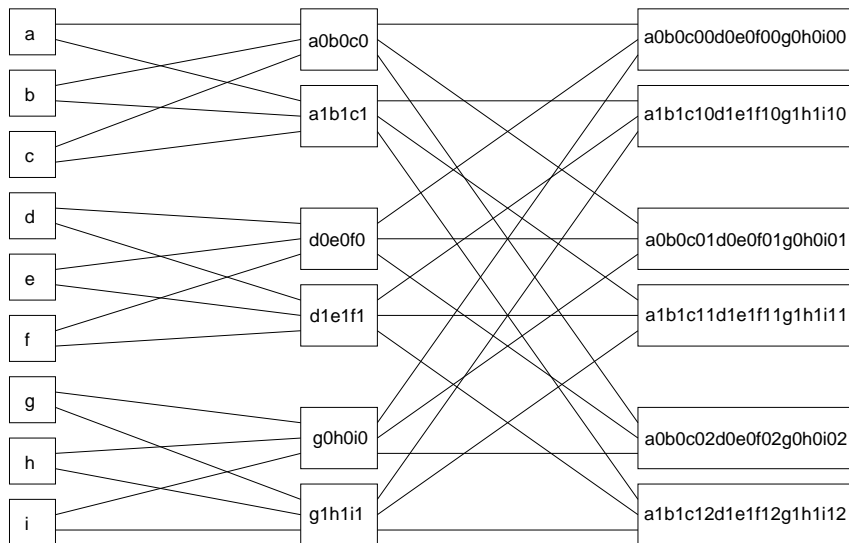 a
b
c
d
e
f
g
h
i
a0b0c0
a1b1c1
d0e0f0
d1e1f1
g0h0i0
g1h1i1
a0b0c00d0e0f00g0h0i00
a1b1c10d1e1f10g1h1i10
a0b0c01d0e0f01g0h0i01
a1b1c11d1e1f11g1h1i11
a0b0c02d0e0f02g0h0i02
a1b1c12d1e1f12g1h1i12